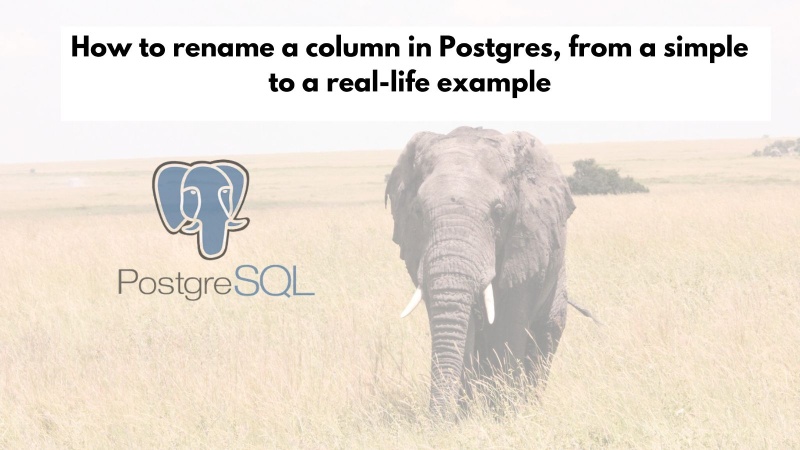 How to rename a column in Postgres, from a simple
to a real-life example
PostgreSQL